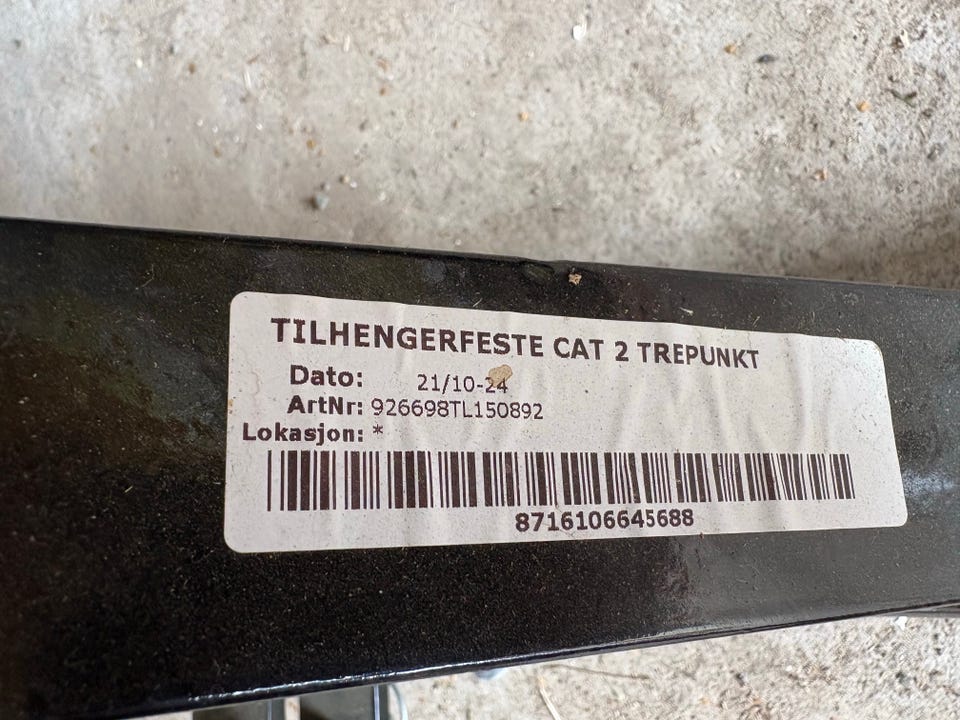 TILHENGERFESTE CAT 2 TREPUNKT
Dato: 21/10-24
ArtNr: 926698TL150892
Lokasjon: *
8716106645688